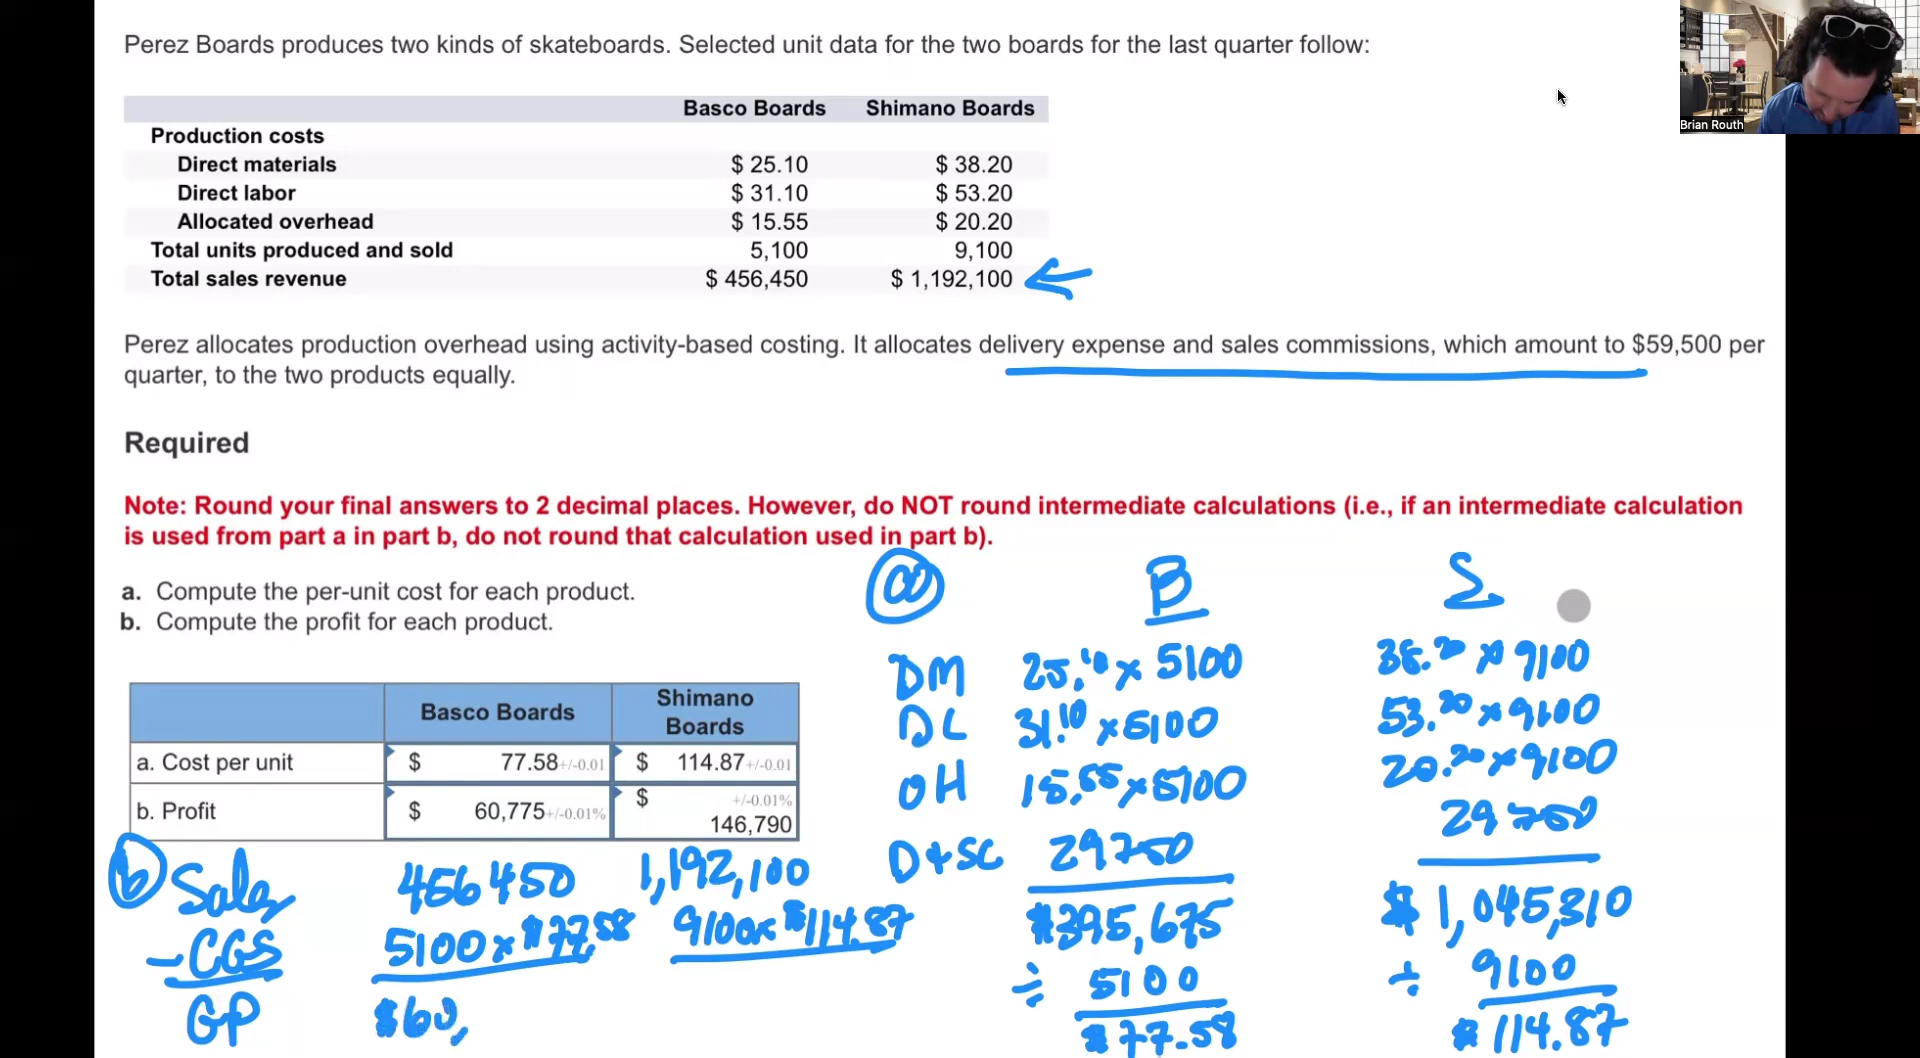 Perez Boards produces two kinds of skateboards. Selected unit data for the two boards for the last quarter follow:
Brian Routh
Basco Boards Shimano Boards
Production costs
Direct materials $ 25.10 $ 38.20
Direct labor $ 31.10 $ 53.20
Allocated overhead $ 15.55 $ 20.20
Total units produced and sold 5,100 9,100
Total sales revenue $ 456,450 $ 1,192,100
Perez allocates production overhead using activity-based costing. It allocates delivery expense and sales commissions, which amount to $59,500 per
quarter, to the two products equally.
Required
Note: Round your final answers to 2 decimal places. However, do NOT round intermediate calculations (i.e., if an intermediate calculation
is used from part a in part b, do not round that calculation used in part b).
a. Compute the per-unit cost for each product.
b. Compute the profit for each product.
Basco Boards Shimano Boards
a. Cost per unit $ 77.58 +/-0.01 $ 114.87 +/-0.01
b. Profit $ 60,775 +/-0.01% $ +/-0.01% 146,790
a B S
DM 25.10 x 5100 38.20 x 9100
DL 31.10 x 5100 53.20 x 9100
OH 15.55 x 5100 20.20 x 9100
D+SC 29750 29750
$395,675 $1,045,310
÷ 5100 ÷ 9100
$77.58 $114.87
b Sales 456450 1,192,100
- CGS 5100 x $77.58 9100 x $114.87
GP $60,